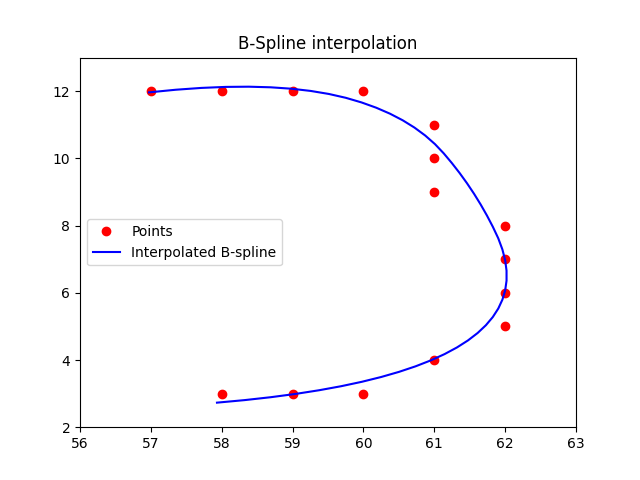 B-Spline interpolation
12
10
8
6
4
2
Points
Interpolated B-spline
56 57 58 59 60 61 62 63